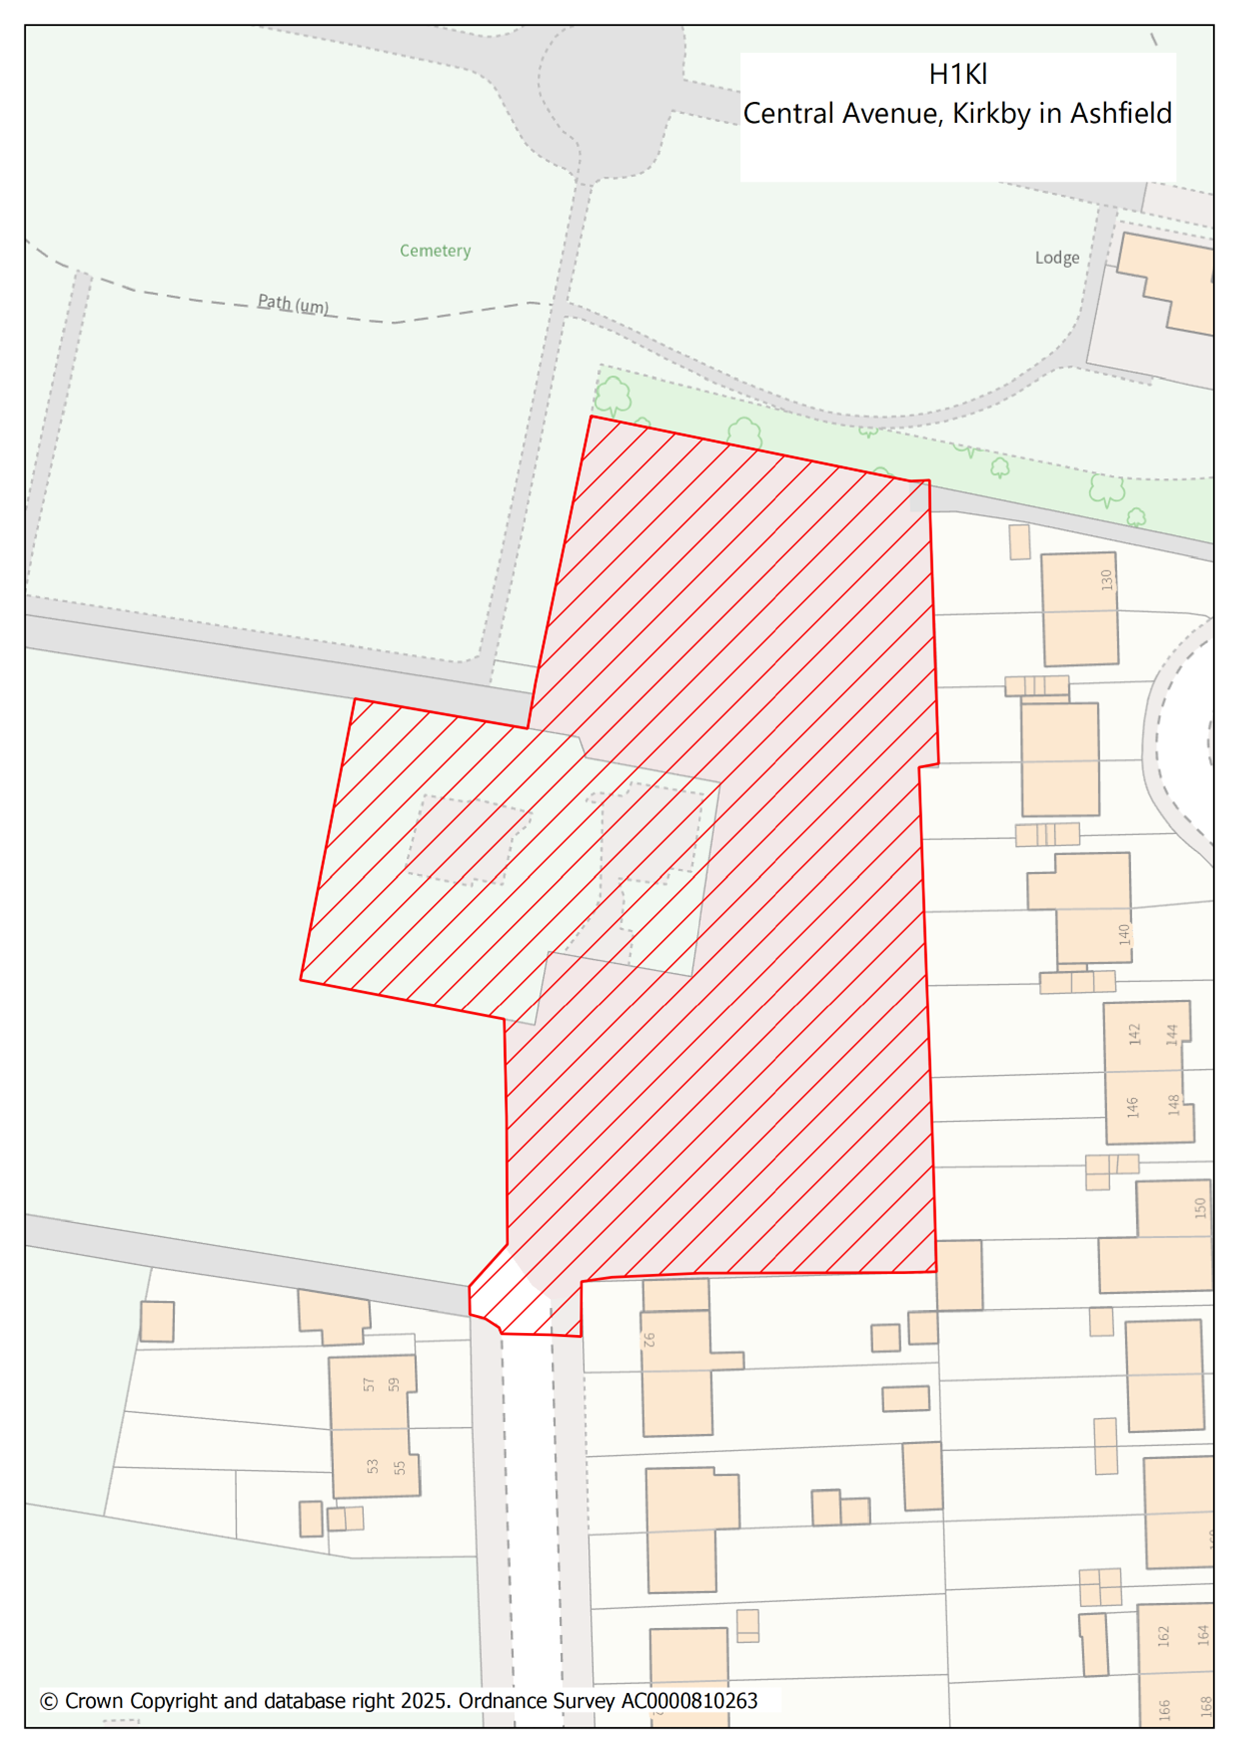 H1Kl
Central Avenue, Kirkby in Ashfield
Cemetery
Lodge
Path (um)
130
140
142
144
146
148
150
92
57
59
53
55
162
164
166
168
© Crown Copyright and database right 2025. Ordnance Survey AC0000810263